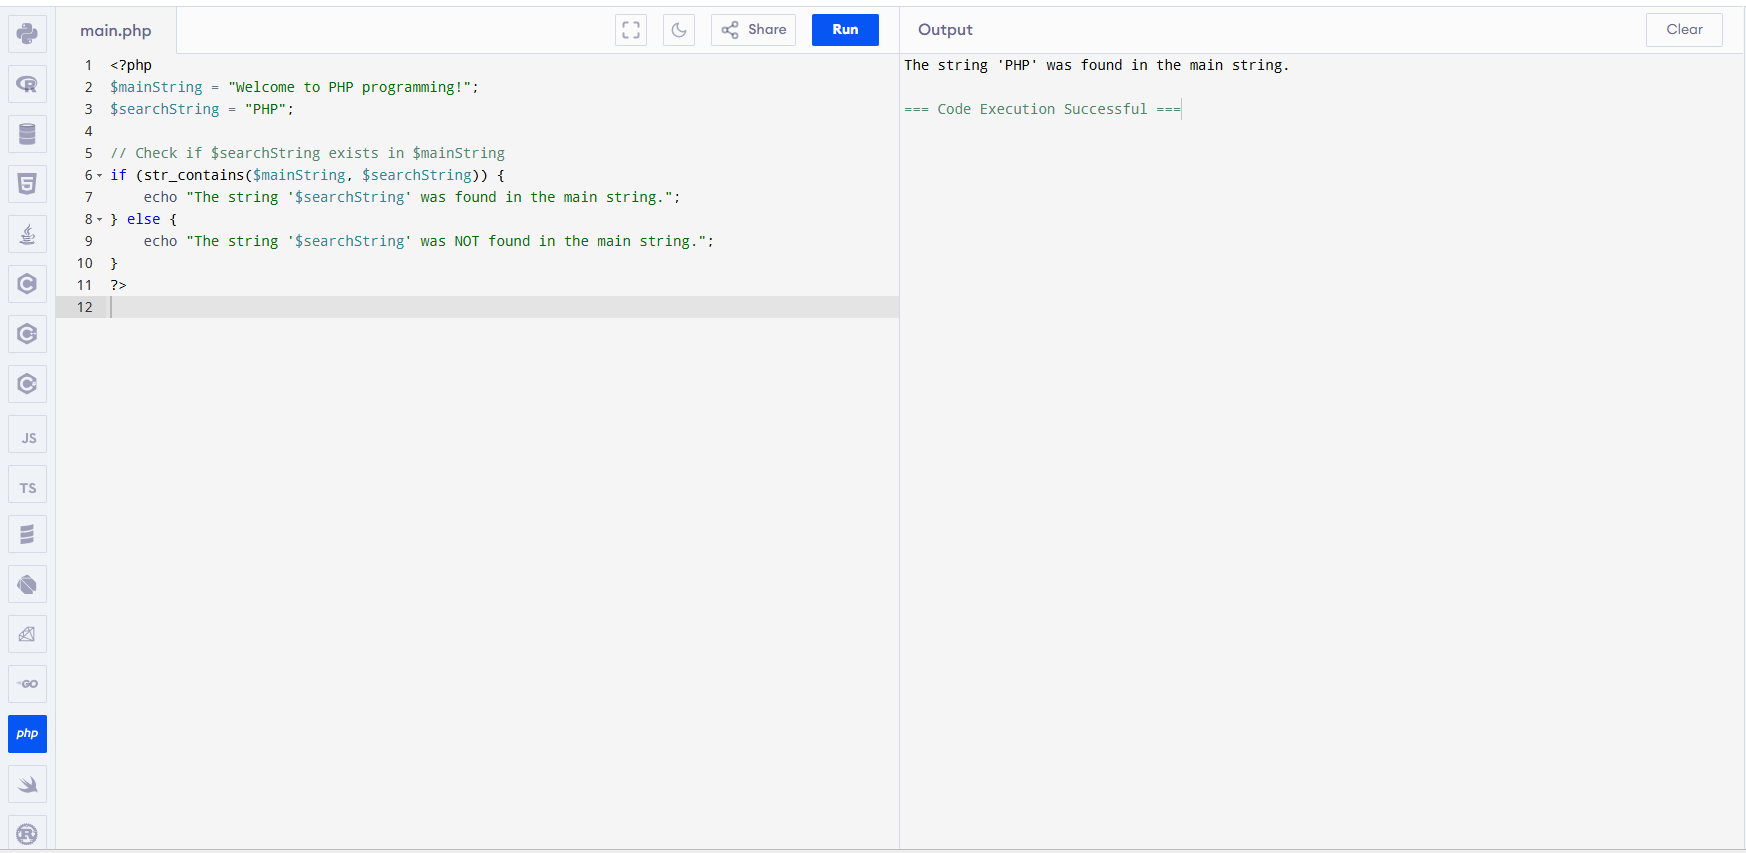 main.php
Share
Run
Output
Clear
1 <?php
2 $mainString = "Welcome to PHP programming!";
3 $searchString = "PHP";
4
5 // Check if $searchString exists in $mainString
6 if (str_contains($mainString, $searchString)) {
7     echo "The string '$searchString' was found in the main string.";
8 } else {
9     echo "The string '$searchString' was NOT found in the main string.";
10 }
11 ?>
12
The string 'PHP' was found in the main string.
=== Code Execution Successful ===
R
5
C
C
C
JS
TS
GO
php
R